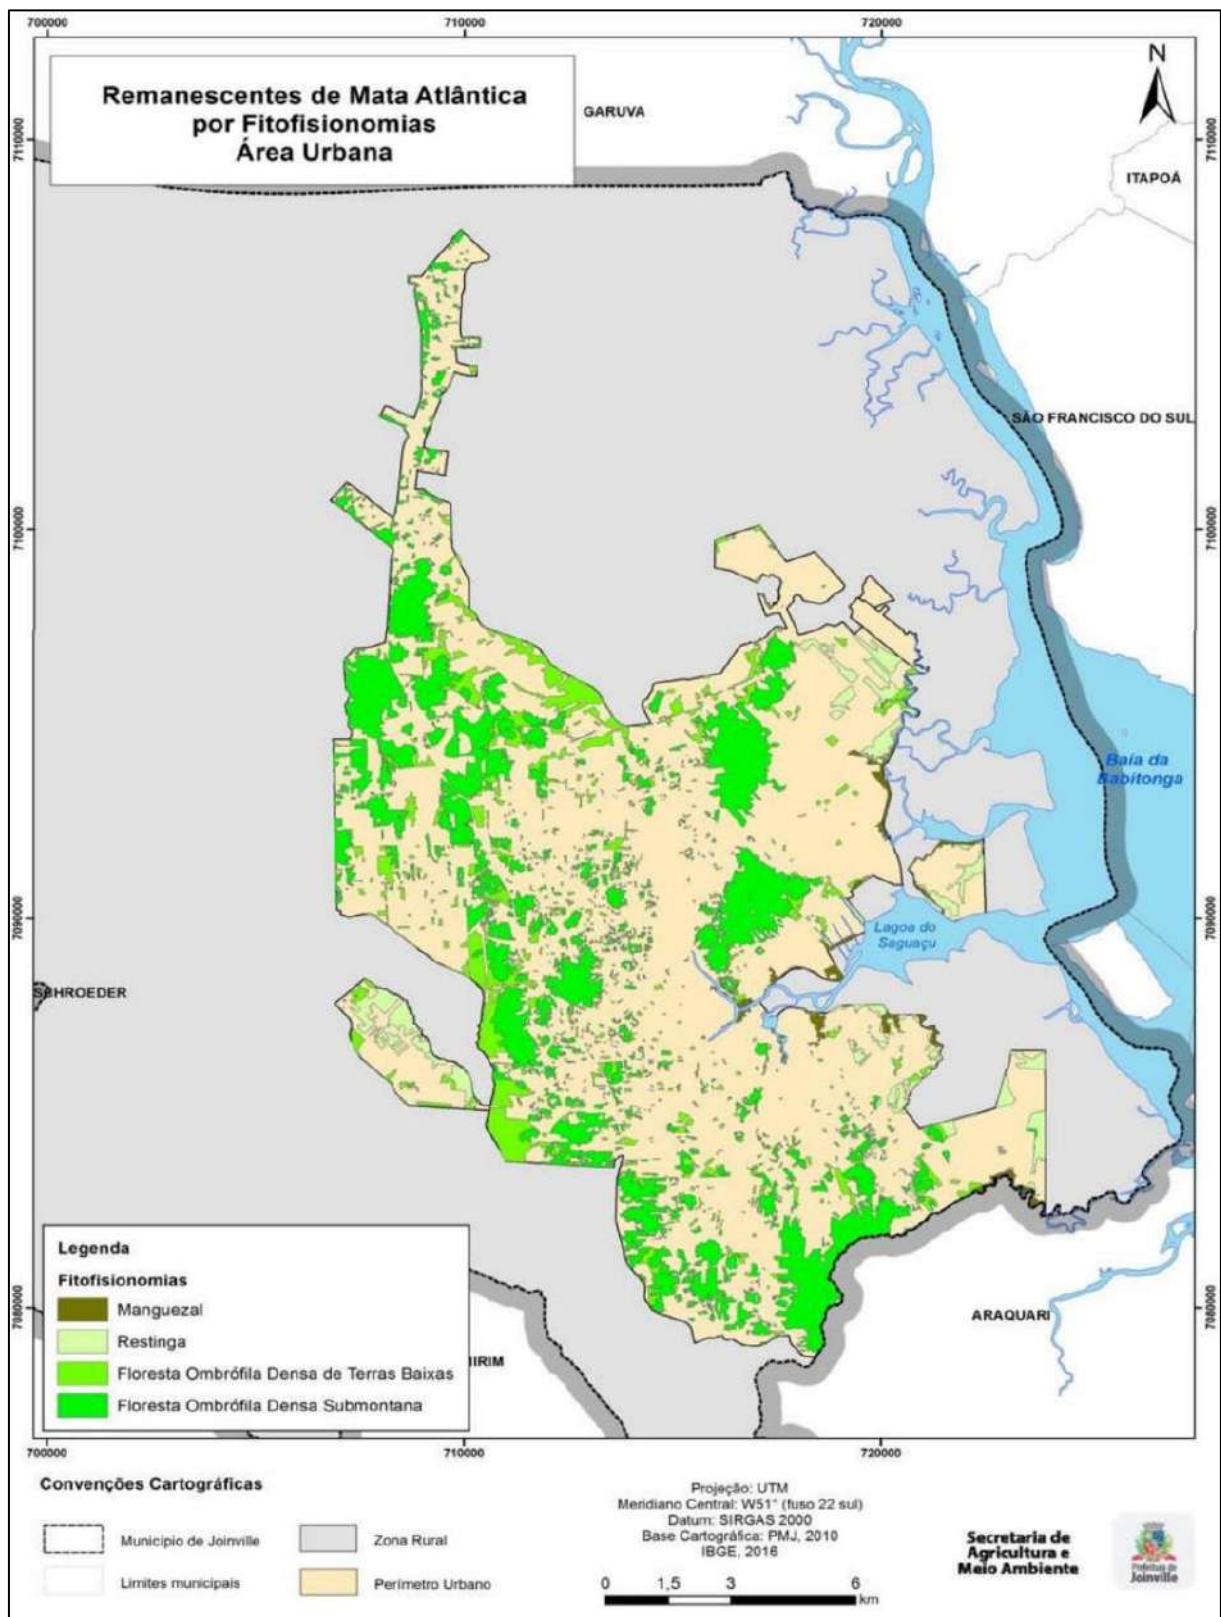 700000
710000
720000
Remanescentes de Mata Atlântica
por Fitofisionomias
Área Urbana
N
GARUVA
7110000
7110000
ITAPOÁ
SÃO FRANCISCO DO SUL
7100000
7100000
Baía da
Babitonga
7090000
7090000
Lagoa do
Saguaçu
SCHROEDER
Legenda
Fitofisionomias
Manguezal
Restinga
Floresta Ombrófila Densa de Terras Baixas
Floresta Ombrófila Densa Submontana
7080000
7080000
ARAQUARI
IRIM
700000
710000
720000
Convenções Cartográficas
Município de Joinville
Zona Rural
Limites municipais
Perímetro Urbano
Projeção: UTM
Meridiano Central: W51° (fuso 22 sul)
Datum: SIRGAS 2000
Base Cartográfica: PMJ, 2010
IBGE, 2016
0 1,5 3 6
km
Secretaria de
Agricultura e
Meio Ambiente
Prefeitura de
Joinville